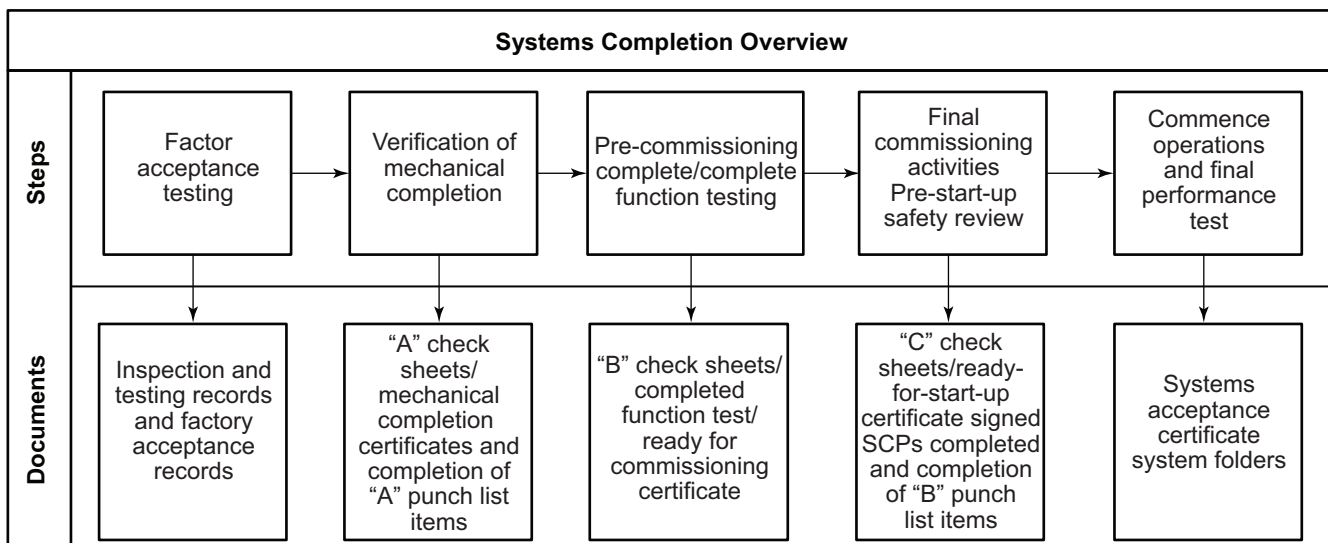 Systems Completion Overview
Steps
Factor
acceptance
testing
Verification of
mechanical
completion
Pre-commissioning
complete/complete
function testing
Final
commissioning
activities
Pre-start-up
safety review
Commence
operations
and final
performance
test
Documents
Inspection and
testing records
and factory
acceptance
records
“A” check
sheets/
mechanical
completion
certificates and
completion of
“A” punch list
items
“B” check sheets/
completed
function test/
ready for
commissioning
certificate
“C” check
sheets/ready-
for-start-up
certificate signed
SCPs completed
and completion
of “B” punch
list items
Systems
acceptance
certificate
system folders